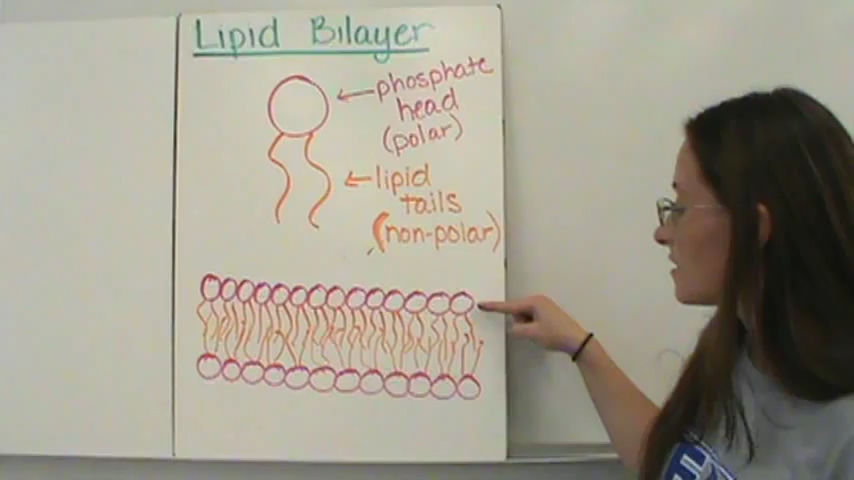 Lipid Bilayer
phosphate
head
(polar)
lipid
tails
(non-polar)